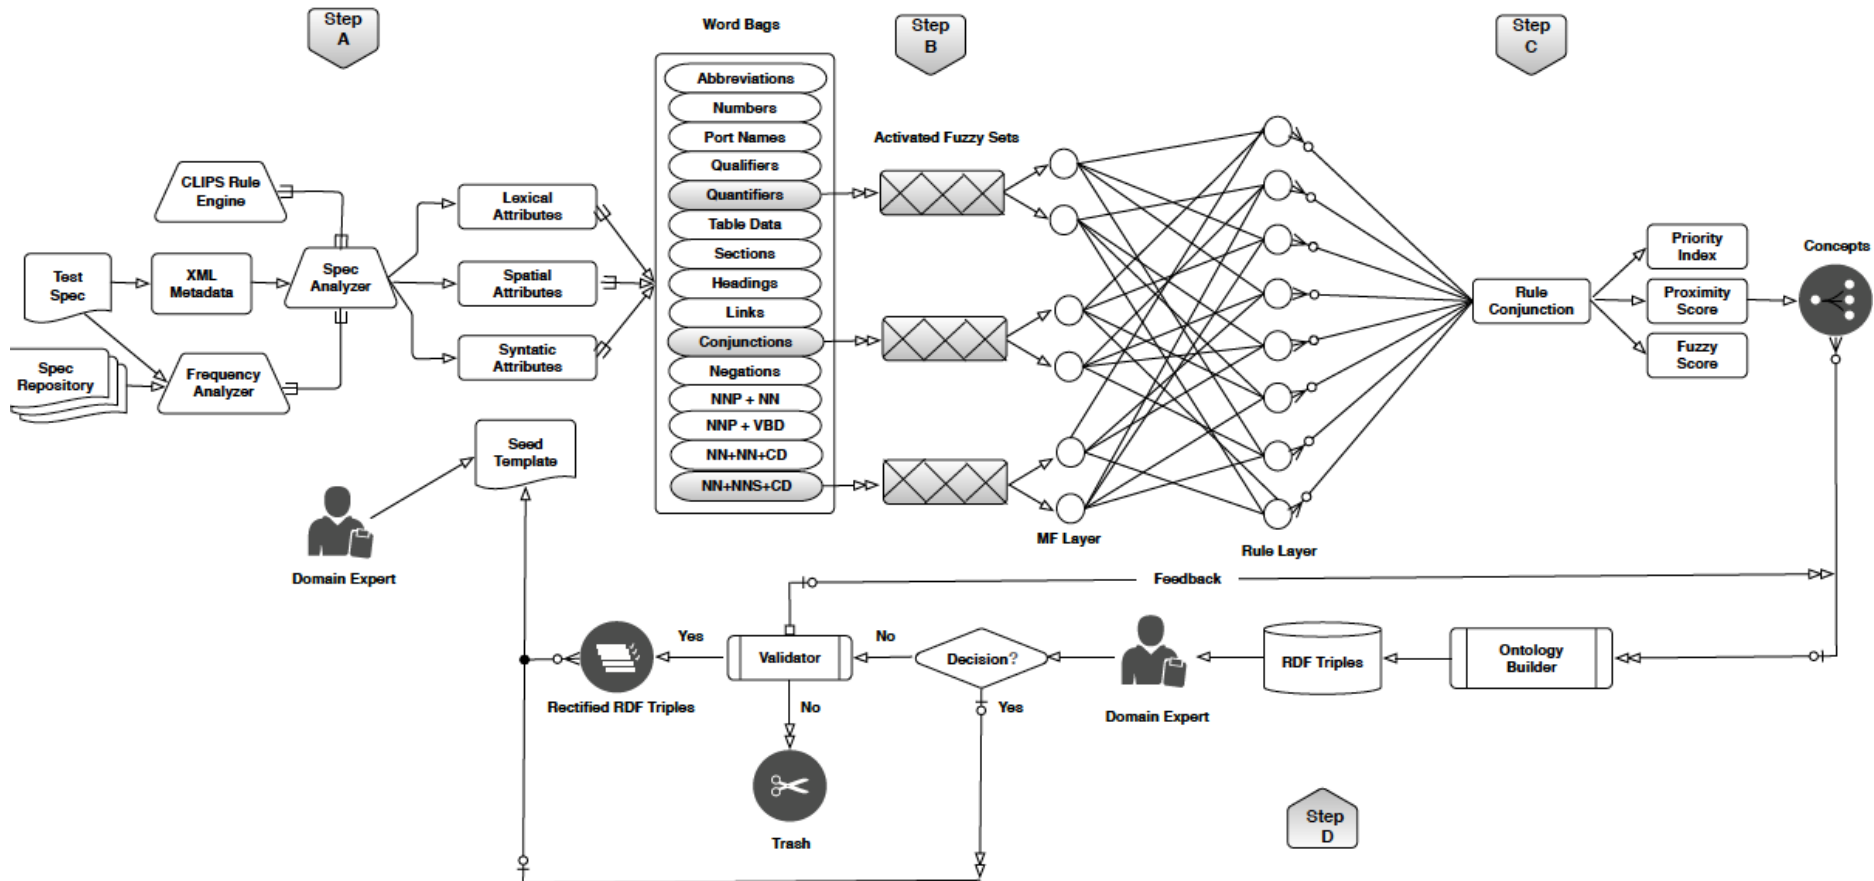 Step
A
Word Bags
Step
B
Step
C
Abbreviations
Numbers
Port Names
Qualifiers
Quantifiers
Table Data
Sections
Headings
Links
Conjunctions
Negations
NNP + NN
NNP + VBD
NN+NN+CD
NN+NNS+CD
Activated Fuzzy Sets
CLIPS Rule
Engine
Lexical
Attributes
Test
Spec
XML
Metadata
Spec
Analyzer
Spatial
Attributes
Syntatic
Attributes
Spec
Repository
Frequency
Analyzer
Priority
Index
Rule
Conjunction
Proximity
Score
Fuzzy
Score
Concepts
Seed
Template
Domain Expert
MF Layer
Rule Layer
Feedback
Yes
Validator
No
Decision?
RDF Triples
Ontology
Builder
Rectified RDF Triples
No
Yes
Domain Expert
Trash
Step
D